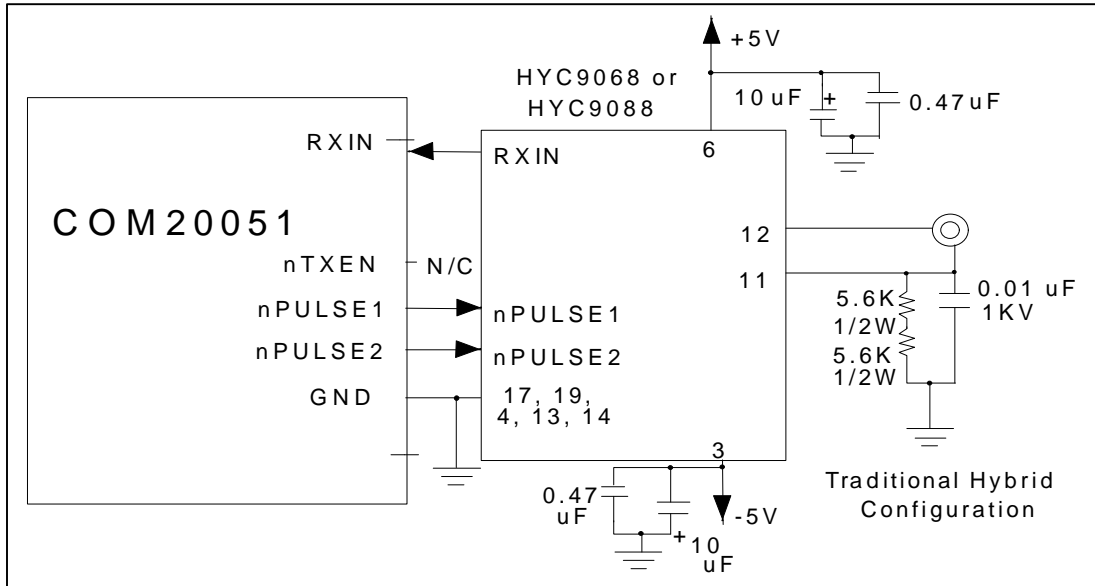 +5V
HYC9068 or
HYC9088
10uF
+
0.47uF
RXIN
RXIN
6
COM20051
12
nTXEN
N/C
11
nPULSE1
nPULSE1
5.6K
1/2W
0.01 uF
1KV
nPULSE2
nPULSE2
5.6K
1/2W
GND
17, 19,
4, 13, 14
3
0.47
uF
-5V
+
10
uF
Traditional Hybrid
Configuration